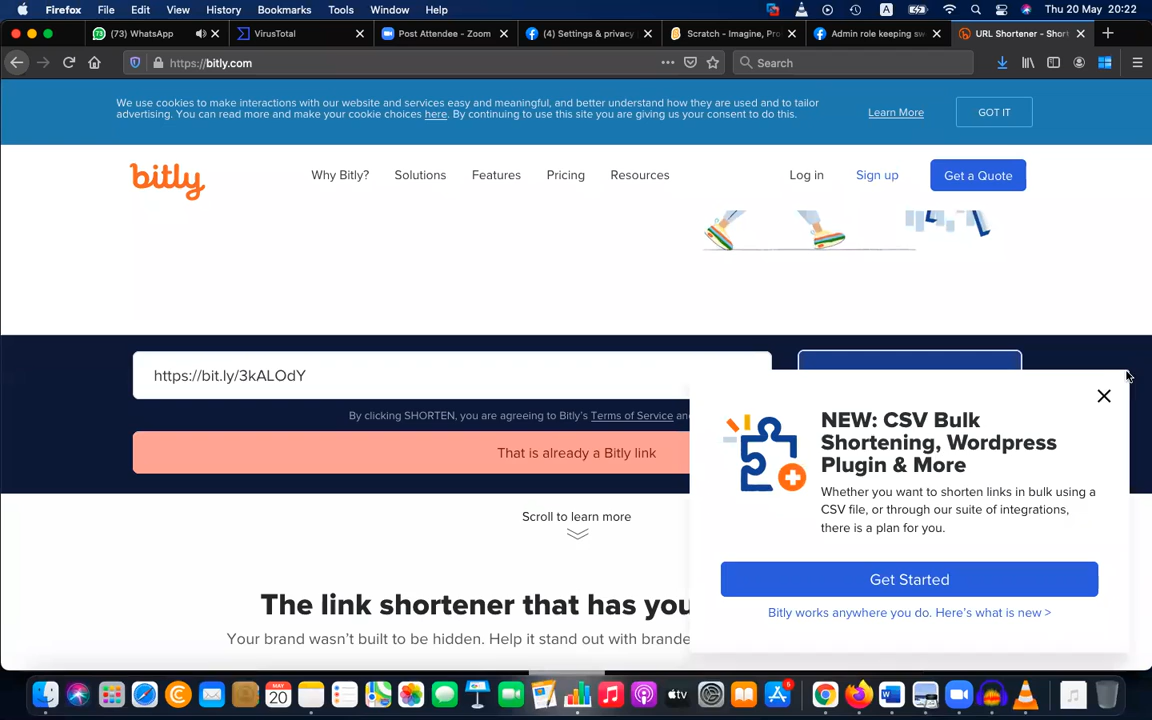 Firefox File Edit View History Bookmarks Tools Window Help A Thu 20 May 20:22
(73) WhatsApp VirusTotal Post Attendee - Zoom (4) Settings & privacy Scratch - Imagine, Pro Admin role keeping sw URL Shortener - Short
https://bitly.com Search
We use cookies to make interactions with our website and services easy and meaningful, and better understand how they are used and to tailor
advertising. You can read more and make your cookie choices here. By continuing to use this site you are giving us your consent to do this.
Learn More GOT IT
bitly Why Bitly? Solutions Features Pricing Resources Log in Sign up Get a Quote
https://bit.ly/3kALOdY
By clicking SHORTEN, you are agreeing to Bitly's Terms of Service an
That is already a Bitly link
Scroll to learn more
The link shortener that has you
Your brand wasn't built to be hidden. Help it stand out with brande
NEW: CSV Bulk
Shortening, Wordpress
Plugin & More
Whether you want to shorten links in bulk using a
CSV file, or through our suite of integrations,
there is a plan for you.
Get Started
Bitly works anywhere you do. Here's what is new >
MAY
20
tv
5